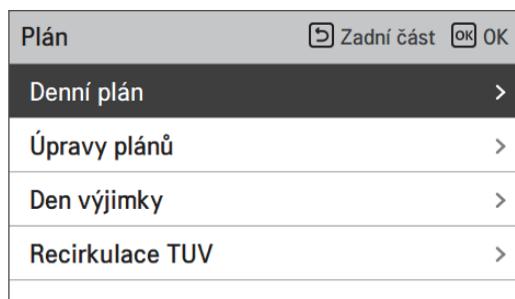 Plán Zadní část OK OK
Denní plán
Úpravy plánů
Den výjimky
Recirkulace TUV